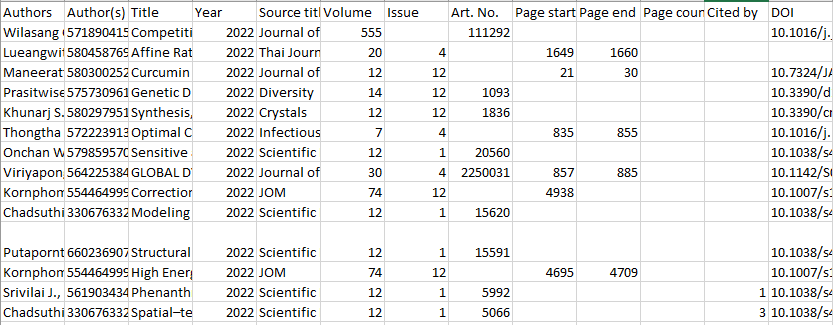 Authors Author(s) Title Year Source titl Volume Issue Art. No. Page start Page end Page coun Cited by DOI
Wilasang 571890415 Competiti 2022 Journal of 555 111292 10.1016/j.
Lueangwi 580458769 Affine Rat 2022 Thai Journ 20 4 1649 1660
Maneerat 580300252 Curcumin 2022 Journal of 12 12 21 30 10.7324/JA
Prasitwise 575730961 Genetic D 2022 Diversity 14 12 1093 10.3390/d
Khunarj S. 580297951 Synthesis, 2022 Crystals 12 12 1836 10.3390/cr
Thongtha 572223913 Optimal C 2022 Infectious 7 4 835 855 10.1016/j.
Onchan W 579859570 Sensitive 2022 Scientific 12 1 20560 10.1038/s4
Viriyapon, 564225384 GLOBAL D 2022 Journal of 30 4 2250031 857 885 10.1142/S0
Kornphom 554464999 Correction 2022 JOM 74 12 4938 10.1007/s1
Chadsuthi 330676332 Modeling 2022 Scientific 12 1 15620 10.1038/s4
Putapornt 660236907 Structural 2022 Scientific 12 1 15591 10.1038/s4
Kornphom 554464999 High Energ 2022 JOM 74 12 4695 4709 10.1007/s1
Srivilai J., 561903434 Phenanth 2022 Scientific 12 1 5992 1 10.1038/s4
Chadsuthi 330676332 Spatial–te 2022 Scientific 12 1 5066 3 10.1038/s4